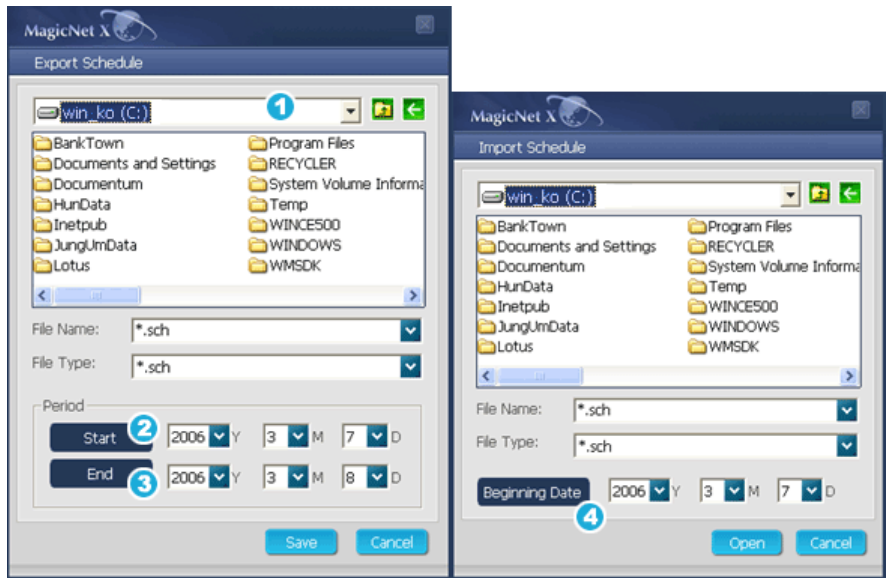 MagicNet X
Export Schedule
win_ko (C:) 1
BankTown Program Files
Documents and Settings RECYCLER
Documentum System Volume Informa
HunData Temp
Inetpub WINCE500
JungUmData WINDOWS
Lotus WMSDK
File Name: *.sch
File Type: *.sch
Period
Start 2 2006 Y 3 M 7 D
End 3 2006 Y 3 M 8 D
Save Cancel
MagicNet X
Import Schedule
win_ko (C:)
BankTown Program Files
Documents and Settings RECYCLER
Documentum System Volume Informa
HunData Temp
Inetpub WINCE500
JungUmData WINDOWS
Lotus WMSDK
File Name: *.sch
File Type: *.sch
Beginning Date 2006 Y 3 M 7 D
4
Open Cancel